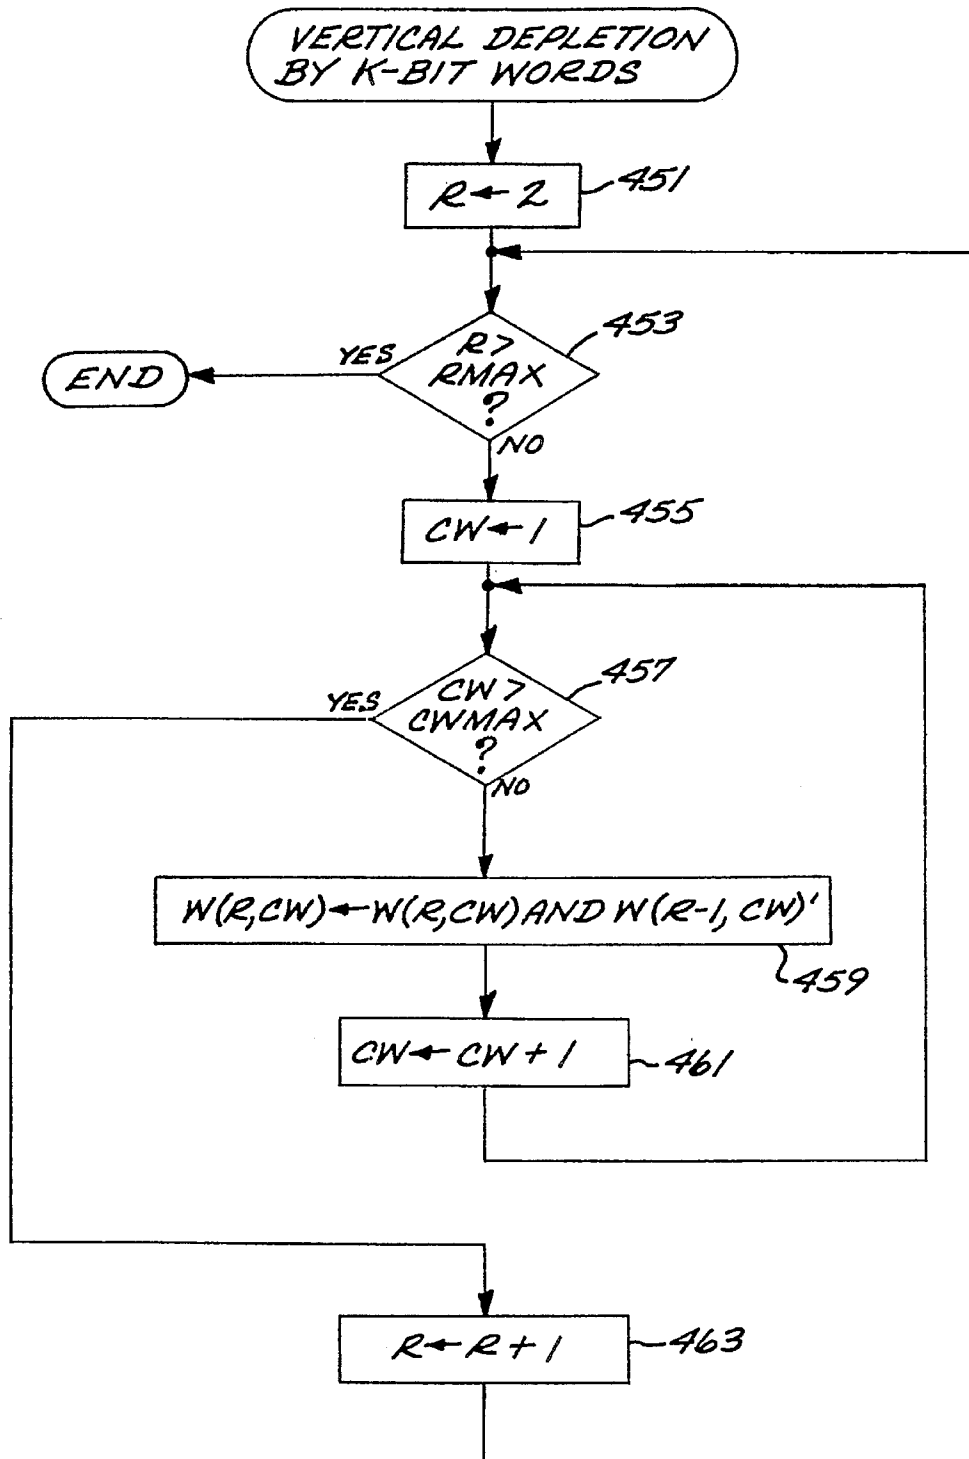 VERTICAL DEPLETION
BY K-BIT WORDS
R←2
451
R>
RMAX
?
453
YES
END
NO
CW←1
455
CW>
CWMAX
?
457
YES
NO
W(R,CW)←W(R,CW)AND W(R-1, CW)'
459
CW←CW+1
461
R←R+1
463